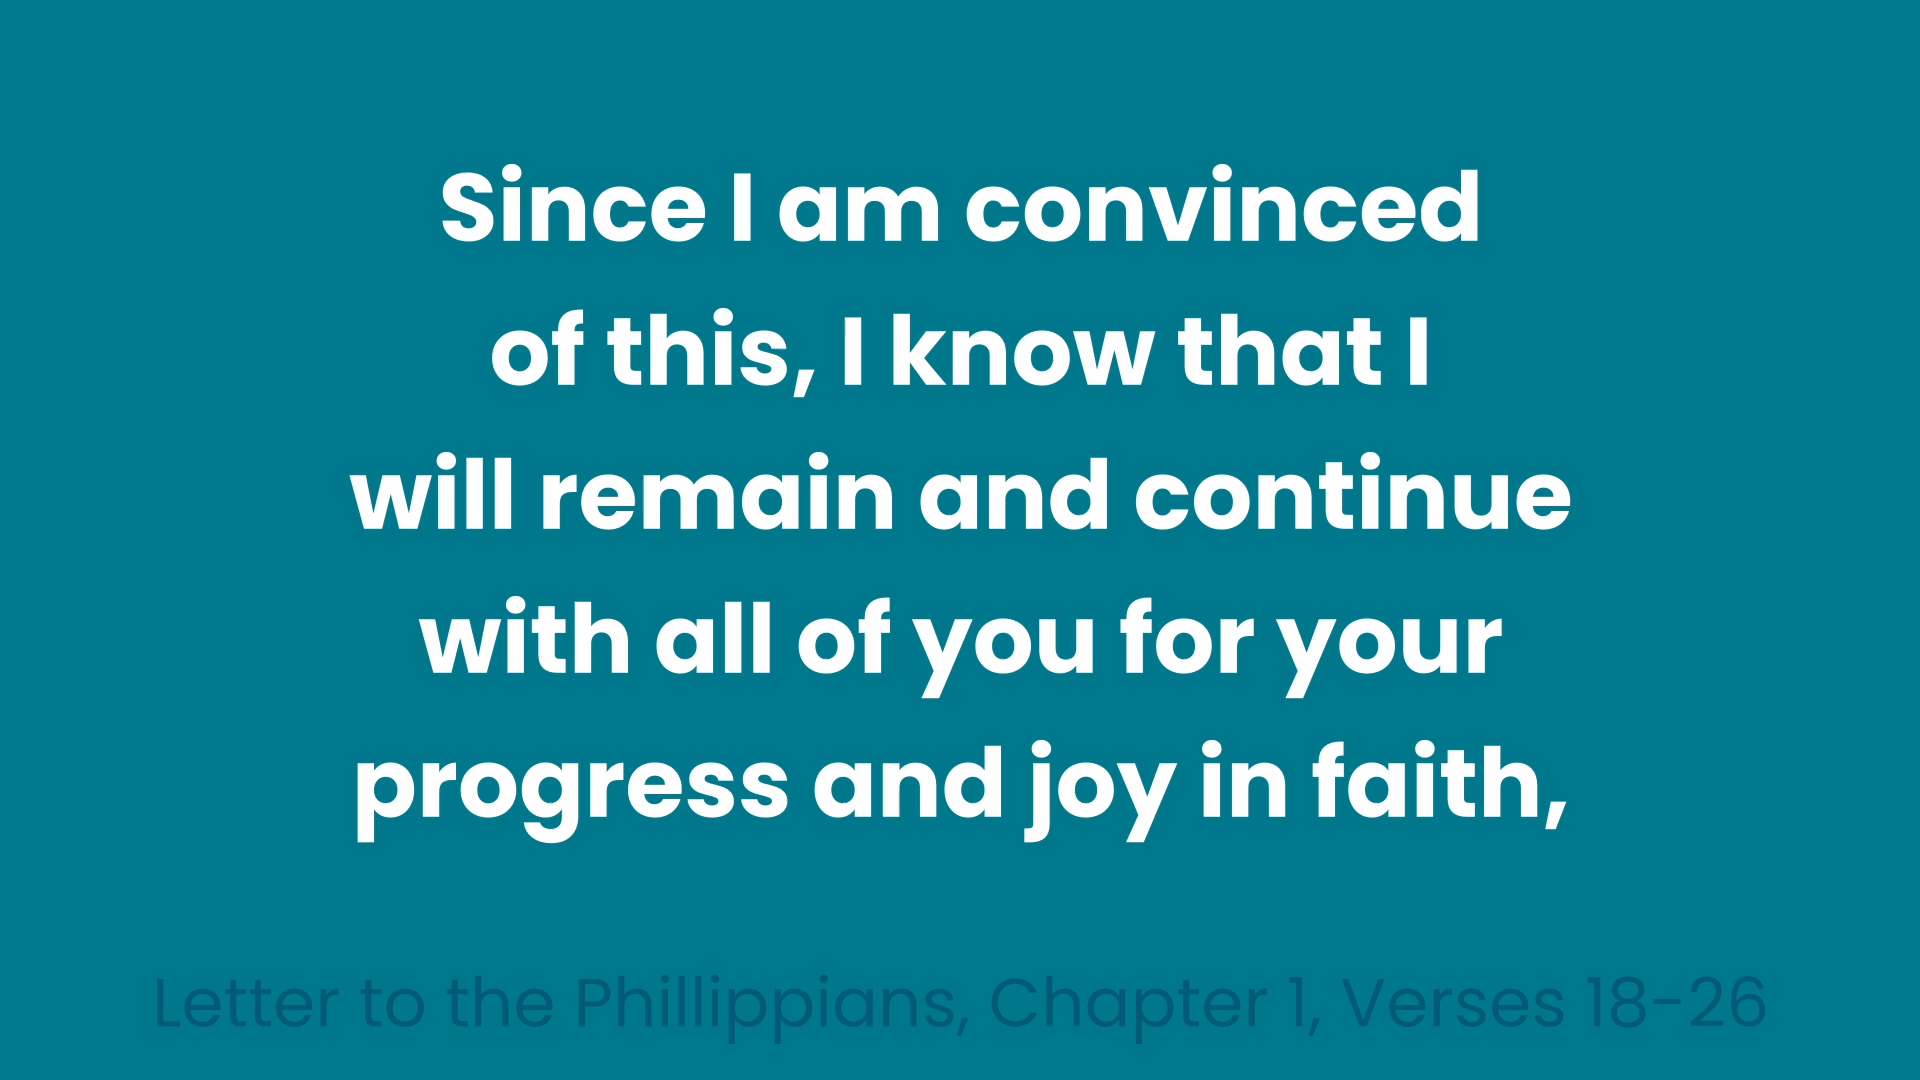 Since I am convinced
of this, I know that I
will remain and continue
with all of you for your
progress and joy in faith,
Letter to the Phillippians, Chapter 1, Verses 18-26